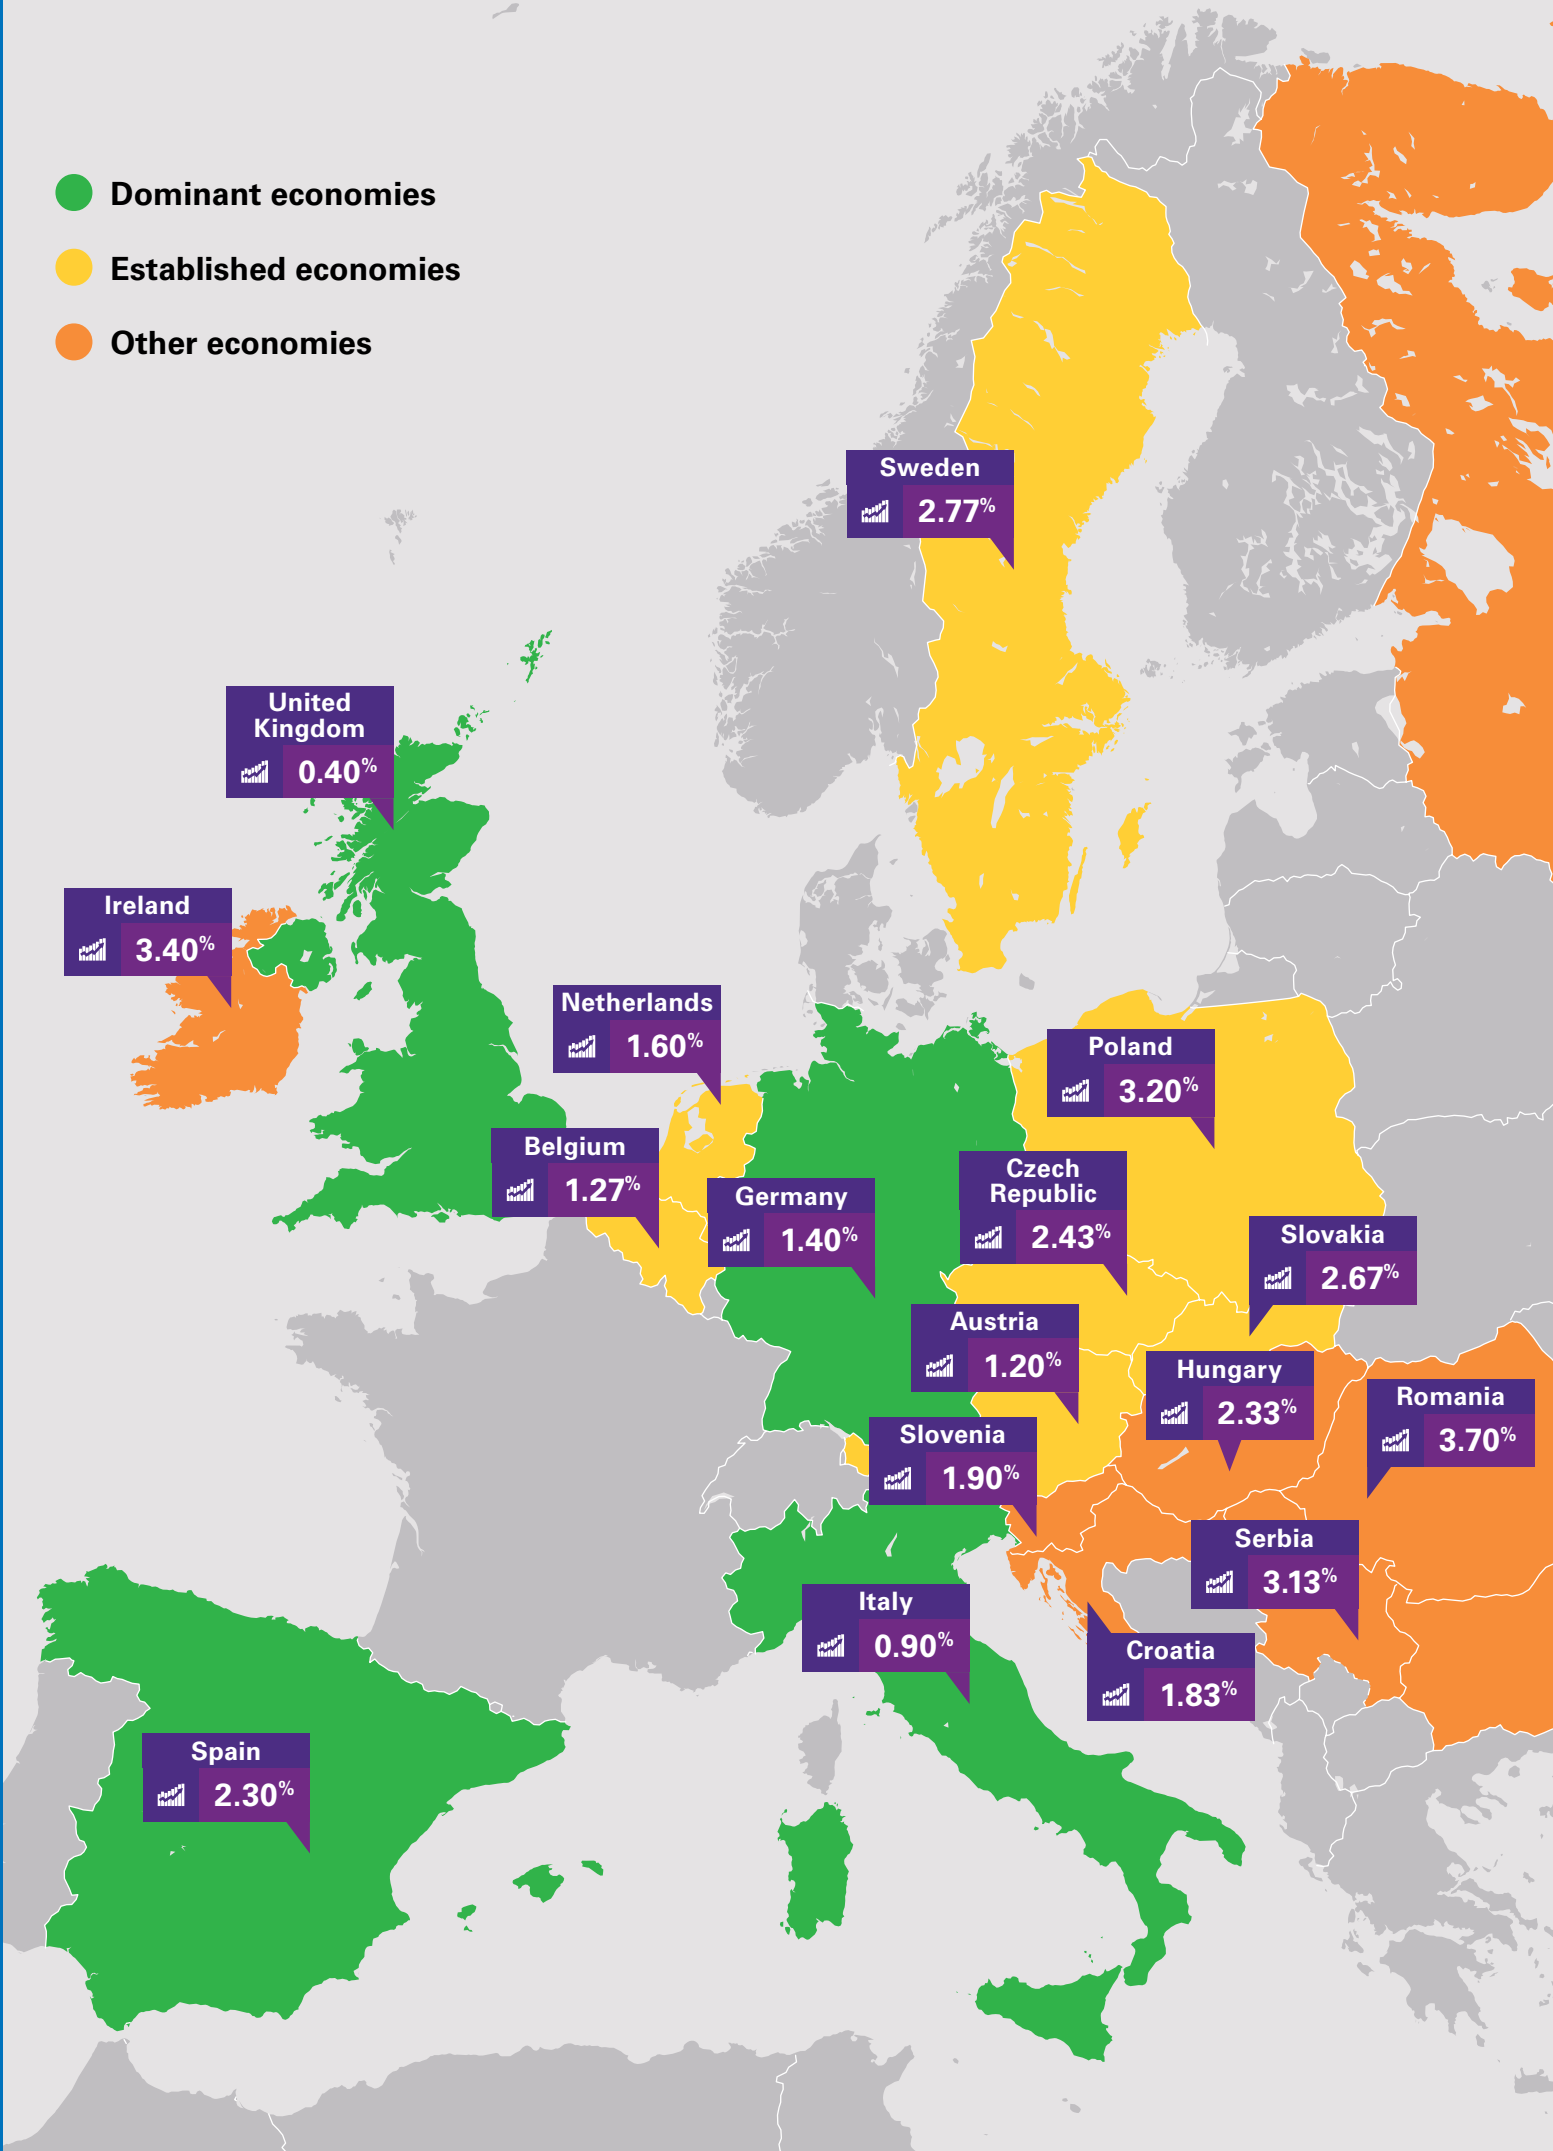 Dominant economies
Established economies
Other economies
Sweden
2.77%
United
Kingdom
0.40%
Ireland
3.40%
Netherlands
1.60%
Poland
3.20%
Belgium
1.27%
Germany
1.40%
Czech
Republic
2.43%
Slovakia
2.67%
Austria
1.20%
Hungary
2.33%
Romania
3.70%
Slovenia
1.90%
Serbia
3.13%
Italy
0.90%
Croatia
1.83%
Spain
2.30%